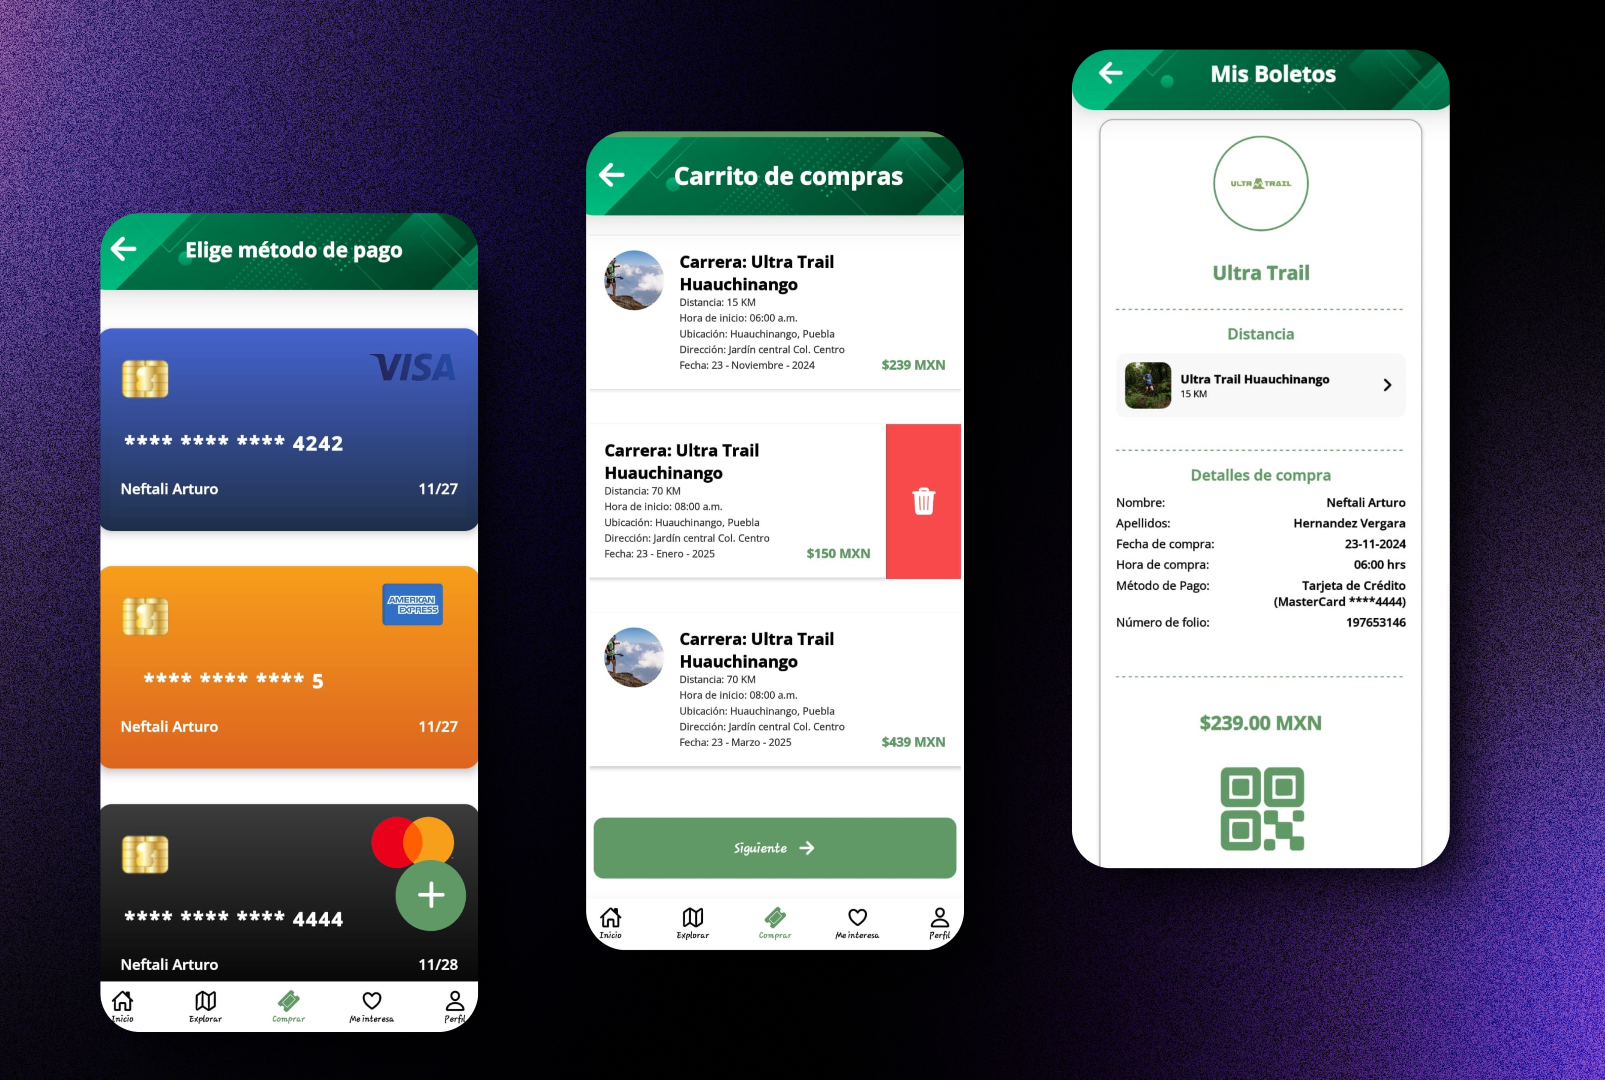 Elige método de pago
VISA
**** **** **** 4242
Neftali Arturo 11/27
AMERICAN
EXPRESS
**** **** **** 5
Neftali Arturo 11/27
**** **** **** 4444
Neftali Arturo 11/28
Inicio Explorar Comprar Me interesa Perfil
Carrito de compras
Carrera: Ultra Trail
Huauchinango
Distancia: 15 KM
Hora de inicio: 06:00 a.m.
Ubicación: Huauchinango, Puebla
Dirección: Jardín central Col. Centro
Fecha: 23 - Noviembre - 2024 $239 MXN
Carrera: Ultra Trail
Huauchinango
Distancia: 70 KM
Hora de inicio: 08:00 a.m.
Ubicación: Huauchinango, Puebla
Dirección: Jardín central Col. Centro
Fecha: 23 - Enero - 2025 $150 MXN
Carrera: Ultra Trail
Huauchinango
Distancia: 70 KM
Hora de inicio: 08:00 a.m.
Ubicación: Huauchinango, Puebla
Dirección: Jardín central Col. Centro
Fecha: 23 - Marzo - 2025 $439 MXN
Siguiente
Inicio Explorar Comprar Me interesa Perfil
Mis Boletos
ULTRA TRAIL
Ultra Trail
Distancia
Ultra Trail Huauchinango
15 KM
Detalles de compra
Nombre: Neftali Arturo
Apellidos: Hernandez Vergara
Fecha de compra: 23-11-2024
Hora de compra: 06:00 hrs
Método de Pago: Tarjeta de Crédito
(MasterCard ****4444)
Número de folio: 197653146
$239.00 MXN